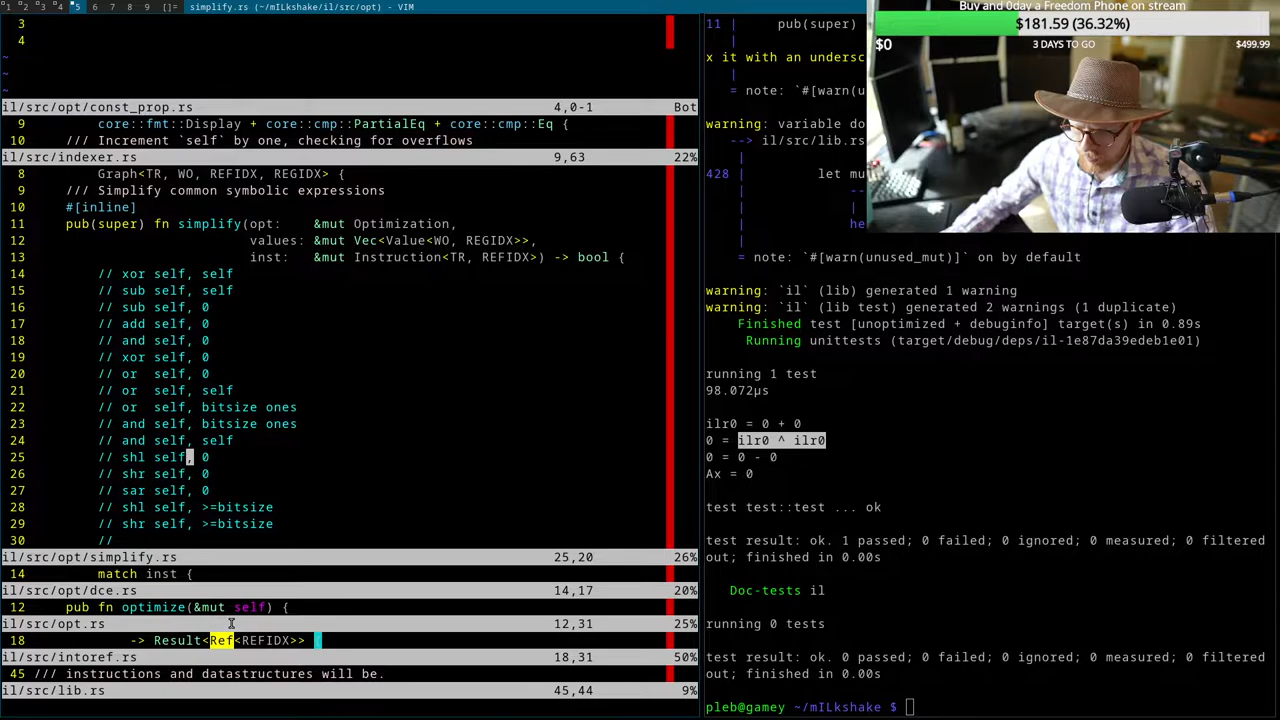 1 2 3 4 5 6 7 8 9 []= simplify.rs (~/mILkshake/il/src/opt) - VIM
3
4
~
~
~
il/src/opt/const_prop.rs 4,0-1 Bot
9 core::fmt::Display + core::cmp::PartialEq + core::cmp::Eq {
10 /// Increment `self` by one, checking for overflows
il/src/indexer.rs 9,63 22%
8 Graph<TR, WO, REFIDX, REGIDX> {
9 /// Simplify common symbolic expressions
10 #[inline]
11 pub(super) fn simplify(opt: &mut Optimization,
12 values: &mut Vec<Value<WO, REGIDX>>,
13 inst: &mut Instruction<TR, REFIDX>) -> bool {
14 // xor self, self
15 // sub self, self
16 // sub self, 0
17 // add self, 0
18 // and self, 0
19 // xor self, 0
20 // or self, 0
21 // or self, self
22 // or self, bitsize ones
23 // and self, bitsize ones
24 // and self, self
25 // shl self, 0
26 // shr self, 0
27 // sar self, 0
28 // shl self, >=bitsize
29 // shr self, >=bitsize
30 //
il/src/opt/simplify.rs 25,20 26%
14 match inst {
il/src/opt/dce.rs 14,17 20%
12 pub fn optimize(&mut self) {
il/src/opt.rs 12,31 25%
18 -> Result<Ref<REFIDX>> {
il/src/intoref.rs 18,31 50%
45 /// instructions and datastructures will be.
il/src/lib.rs 45,44 9%
11 | pub(super)
|
x it with an undersc
|
= note: `#[warn(u
warning: variable do
--> il/src/lib.rs
|
428 | let mu
| --
| |
| he
|
= note: `#[warn(unused_mut)]` on by default
warning: `il` (lib) generated 1 warning
warning: `il` (lib test) generated 2 warnings (1 duplicate)
Finished test [unoptimized + debuginfo] target(s) in 0.89s
Running unittests (target/debug/deps/il-1e87da39edeb1e01)
running 1 test
98.072µs
ilr0 = 0 + 0
0 = ilr0 ^ ilr0
0 = 0 - 0
Ax = 0
test test::test ... ok
test result: ok. 1 passed; 0 failed; 0 ignored; 0 measured; 0 filtered
out; finished in 0.00s
Doc-tests il
running 0 tests
test result: ok. 0 passed; 0 failed; 0 ignored; 0 measured; 0 filtered
out; finished in 0.00s
pleb@gamey ~/mILkshake $
Buy and 0day a Freedom Phone on stream
$181.59 (36.32%)
$0 3 DAYS TO GO $499.99